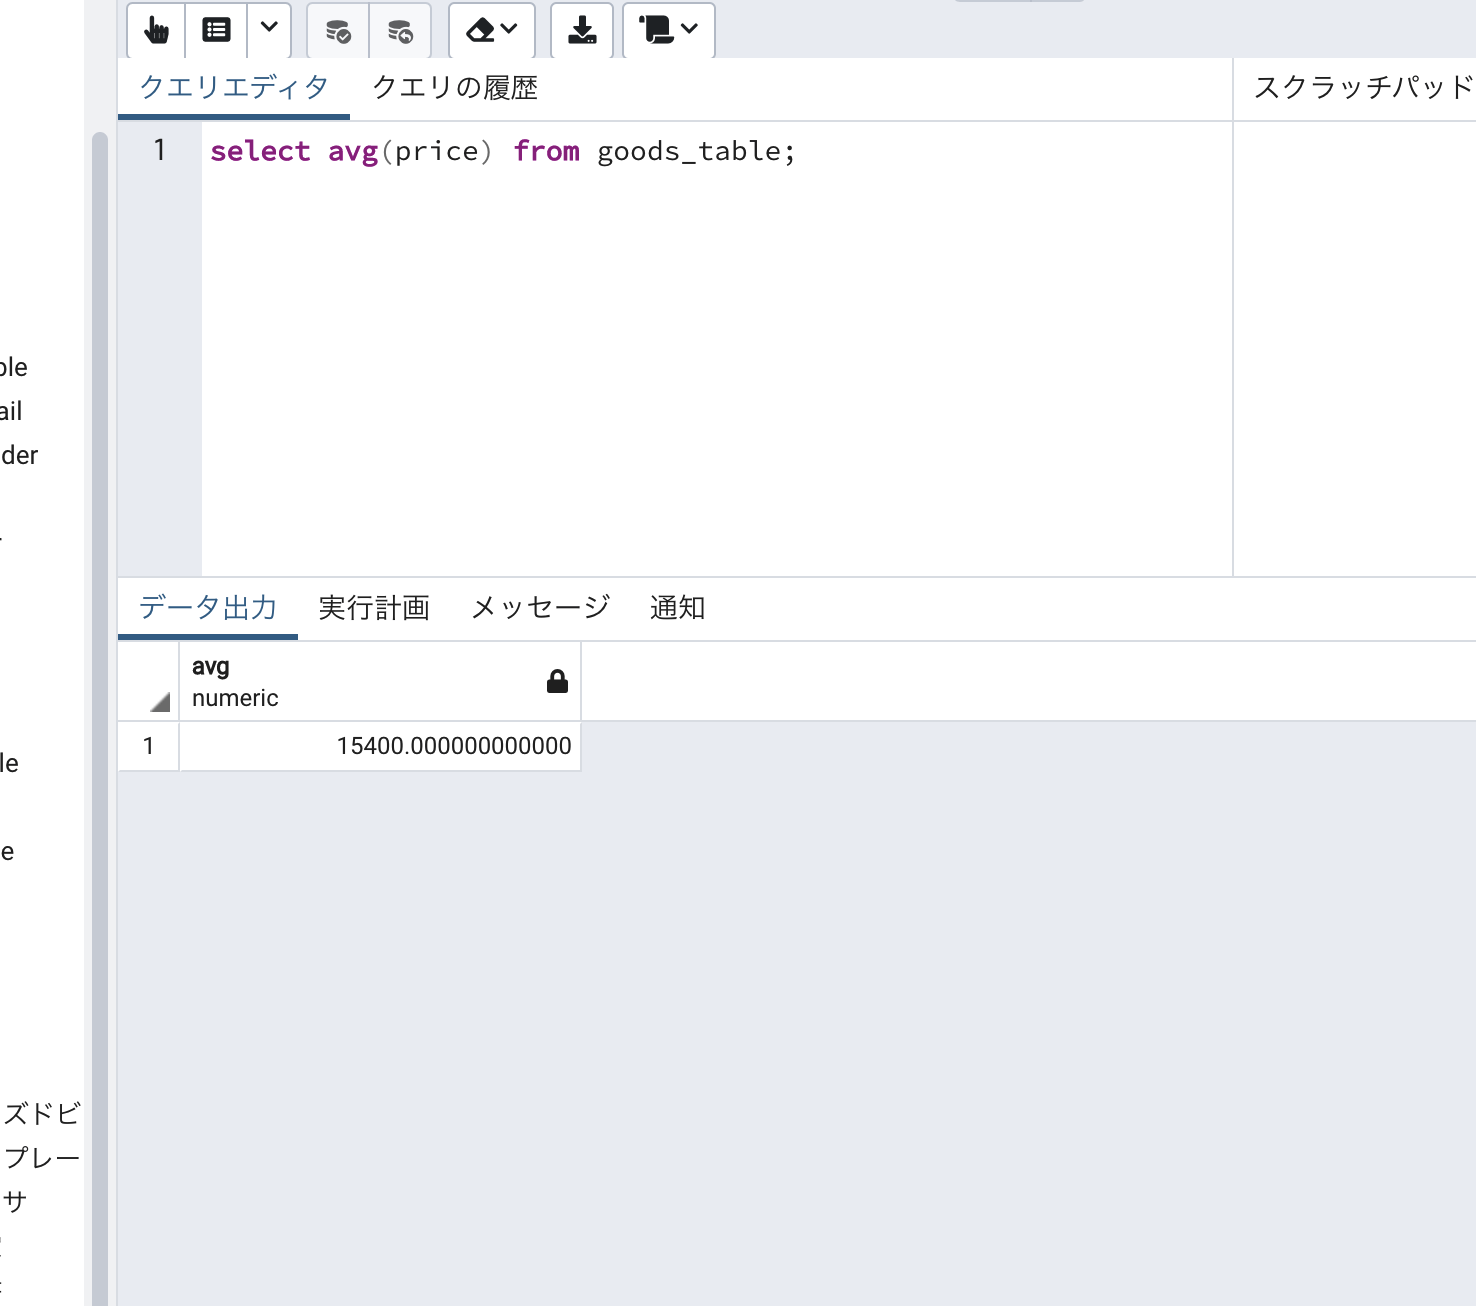 クエリエディタ クエリの履歴 スクラッチパッド
1 select avg(price) from goods_table;
ble
ail
der
データ出力 実行計画 メッセージ 通知
avg
numeric
1 15400.000000000000
le
e
ズドビ
プレー
サ